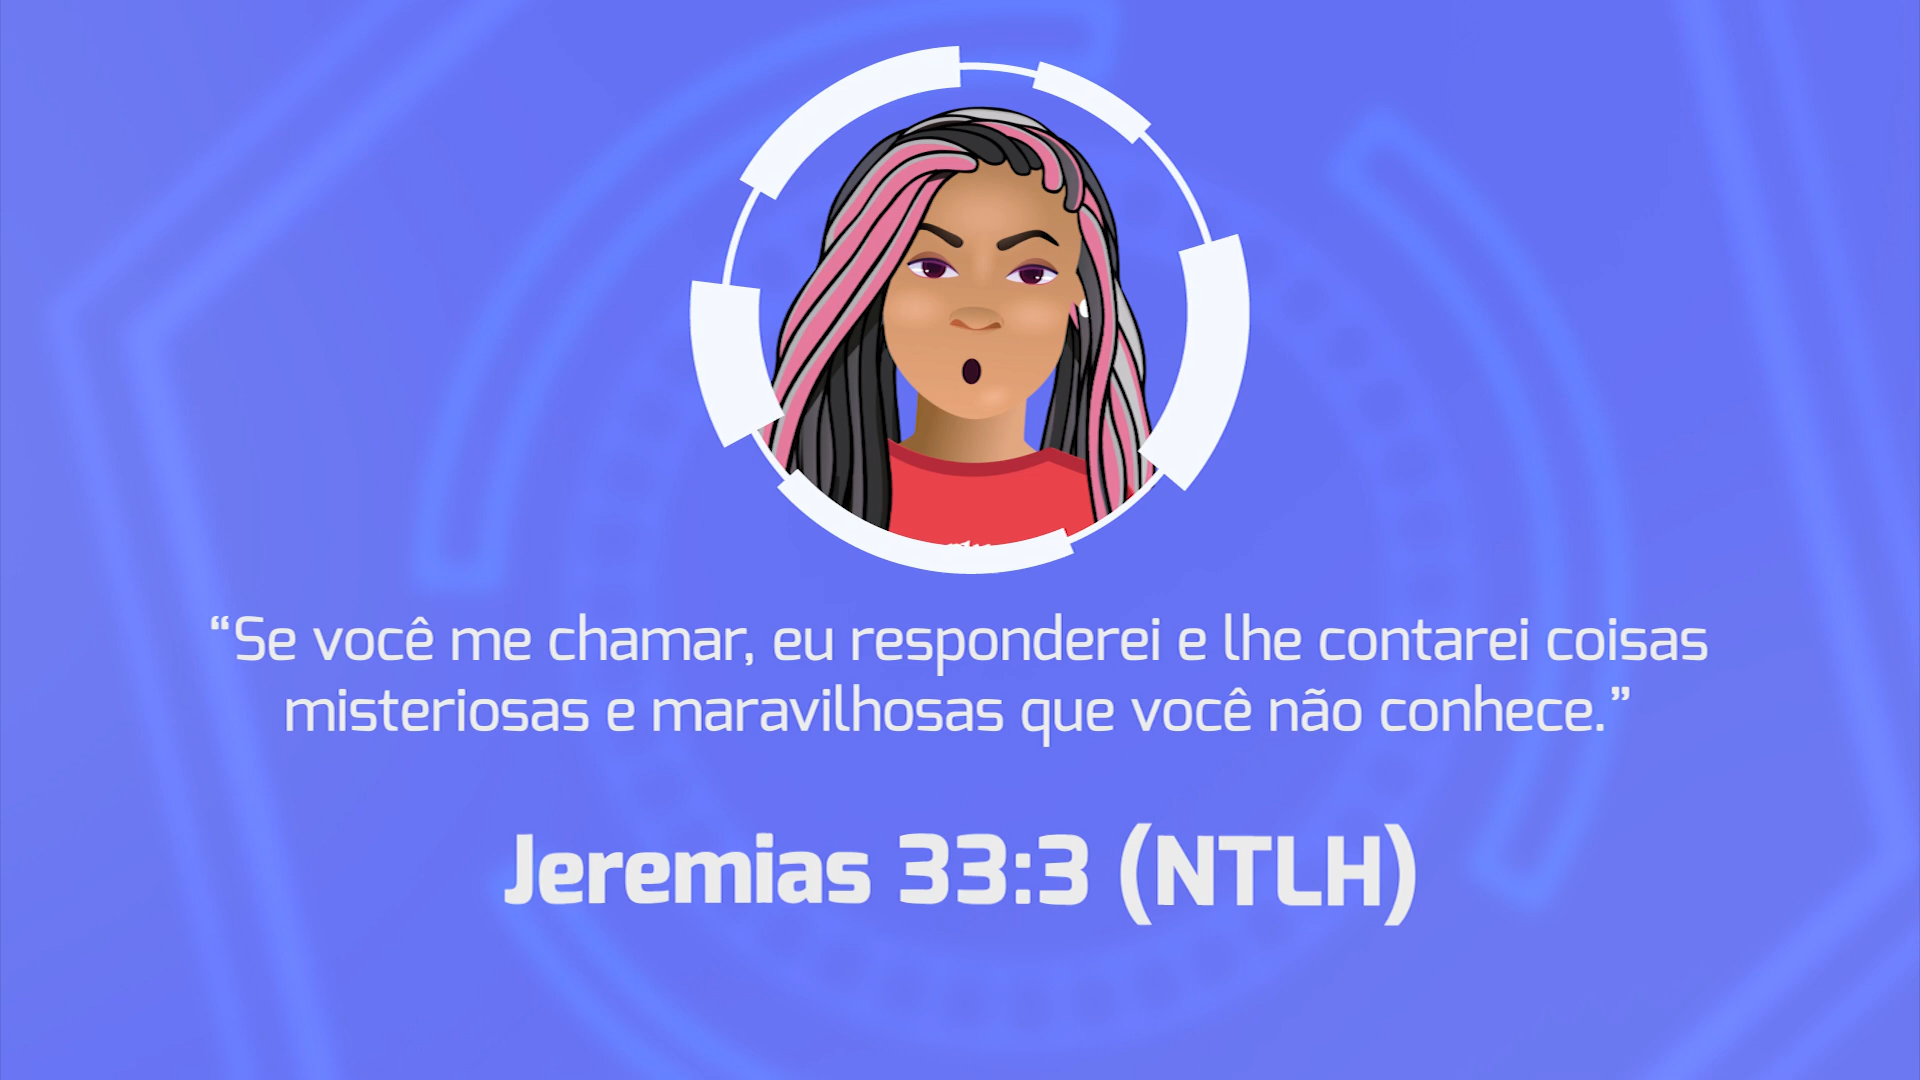 “Se você me chamar, eu responderei e lhe contarei coisas
misteriosas e maravilhosas que você não conhece.”
Jeremias 33:3 (NTLH)